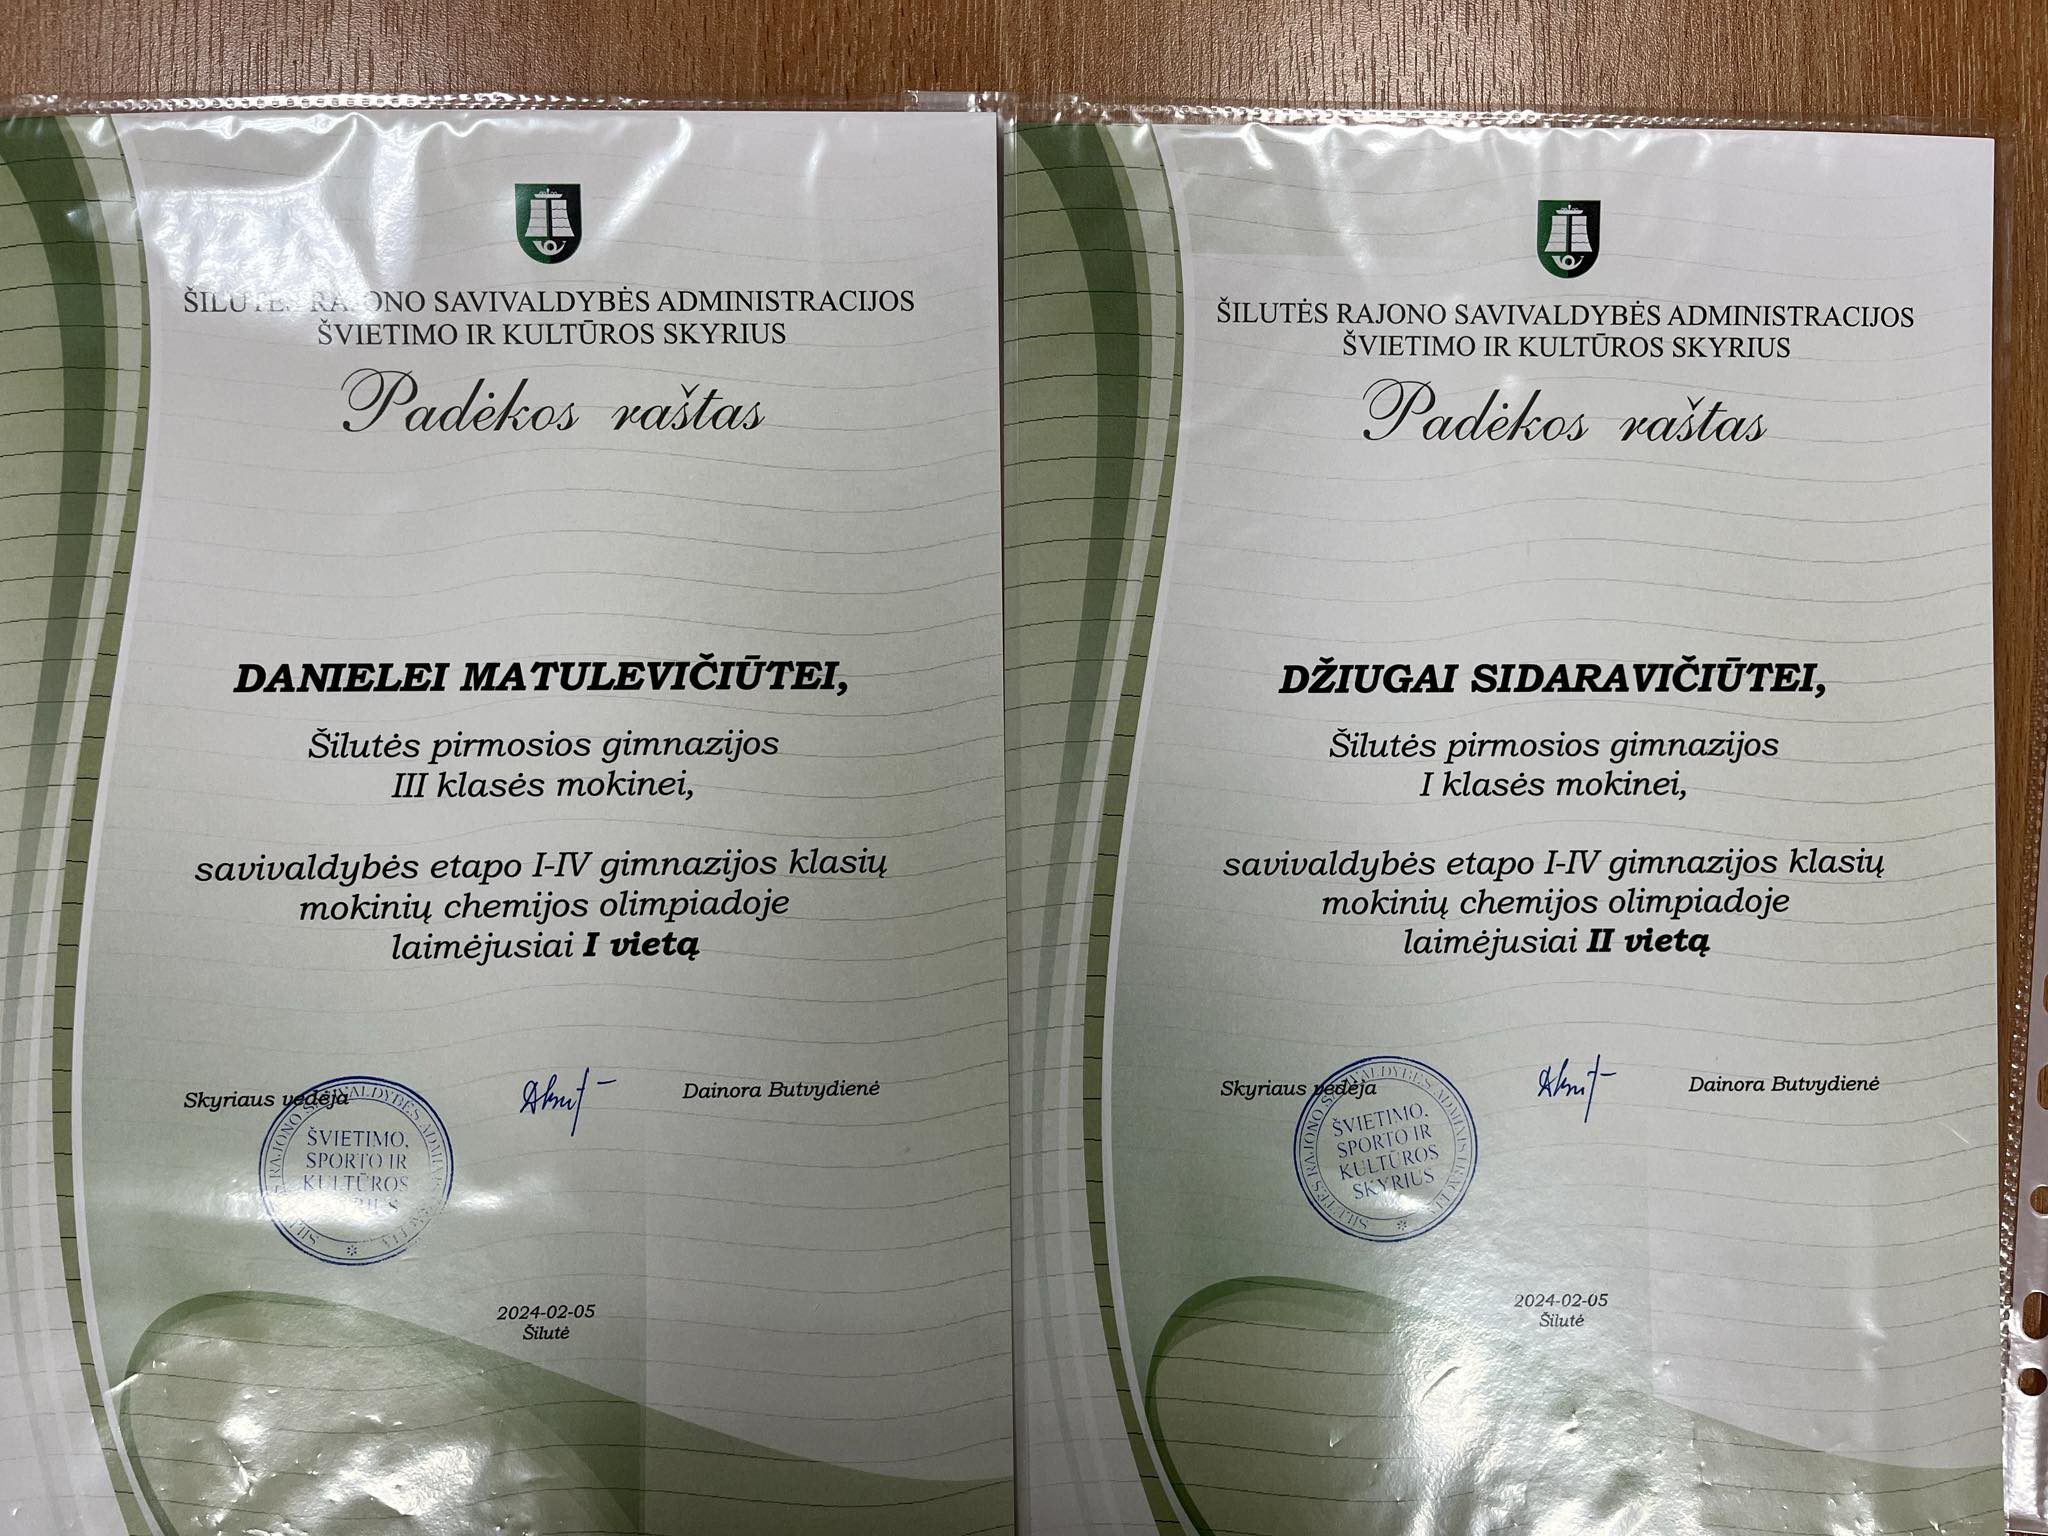 ŠILUTĖS RAJONO SAVIVALDYBĖS ADMINISTRACIJOS
ŠVIETIMO IR KULTŪROS SKYRIUS
Padėkos raštas
DANIELEI MATULEVIČIŪTEI,
Šilutės pirmosios gimnazijos
III klasės mokinei,
savivaldybės etapo I-IV gimnazijos klasių
mokinių chemijos olimpiadoje
laimėjusiai I vietą
Skyriaus vedėja Dainora Butvydienė
ŠVIETIMO,
SPORTO IR
KULTŪROS
2024-02-05
Šilutė
ŠILUTĖS RAJONO SAVIVALDYBĖS ADMINISTRACIJOS
ŠVIETIMO IR KULTŪROS SKYRIUS
Padėkos raštas
DŽIUGAI SIDARAVIČIŪTEI,
Šilutės pirmosios gimnazijos
I klasės mokinei,
savivaldybės etapo I-IV gimnazijos klasių
mokinių chemijos olimpiadoje
laimėjusiai II vietą
Skyriaus vedėja Dainora Butvydienė
ŠILUTĖS RAJONO SAVIVALDYBĖS ADMINISTRACIJA
ŠVIETIMO,
SPORTO IR
KULTŪROS
SKYRIUS
2024-02-05
Šilutė